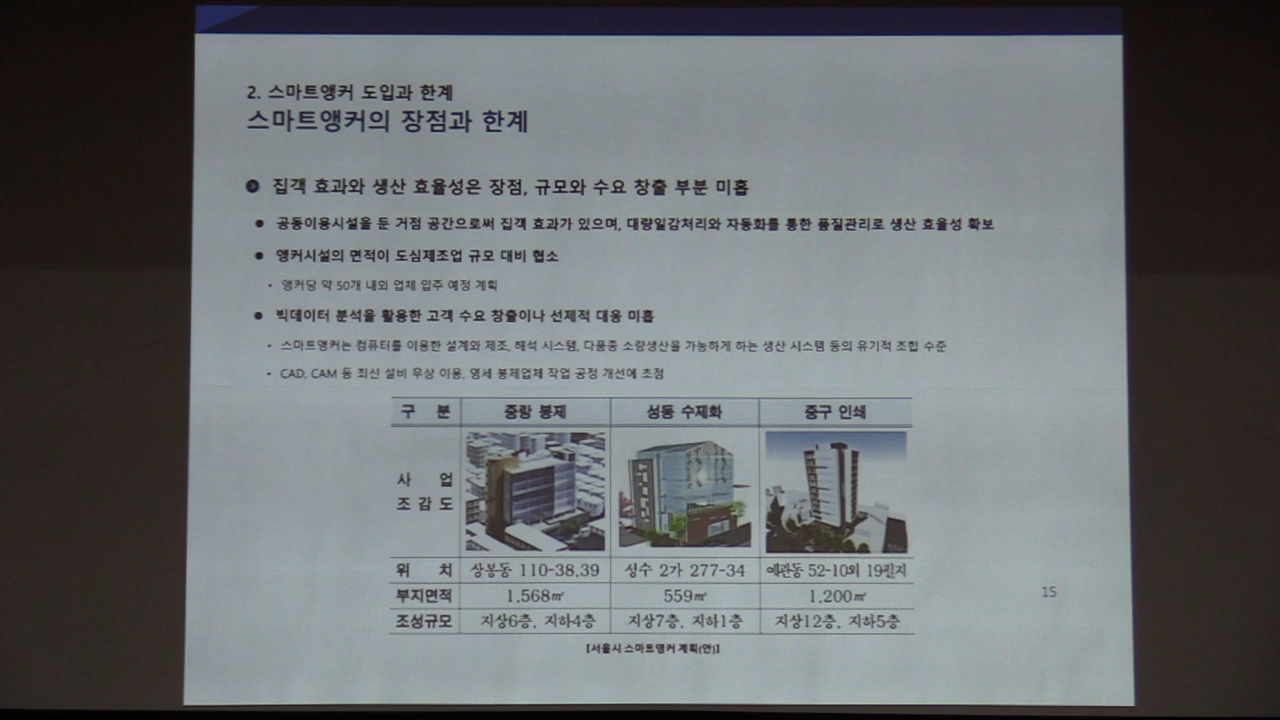 2. 스마트앵커 도입과 한계
스마트앵커의 장점과 한계
집객 효과와 생산 효율성은 장점, 규모와 수요 창출 부분 미흡
● 공동이용시설을 둔 거점 공간으로써 집객 효과가 있으며, 대량일감처리와 자동화를 통한 품질관리로 생산 효율성 확보
● 앵커시설의 면적이 도심제조업 규모 대비 협소
• 앵커당 약 50개 내외 업체 입주 예정 계획
● 빅데이터 분석을 활용한 고객 수요 창출이나 선제적 대응 미흡
• 스마트앵커는 컴퓨터를 이용한 설계와 제조, 해석 시스템, 다품종 소량생산을 가능하게 하는 생산 시스템 등의 유기적 조합 수준
• CAD, CAM 등 최신 설비 무상 이용, 영세 봉제업체 작업 공정 개선에 초점
구 분 중랑 봉제 성동 수제화 중구 인쇄
사 업
조 감 도
위 치 상봉동 110-38,39 성수 2가 277-34 예관동 52-10외 19필지
부지면적 1,568㎡ 559㎡ 1,200㎡
조성규모 지상6층, 지하4층 지상7층, 지하1층 지상12층, 지하5층
[서울시 스마트앵커 계획(안)]
15